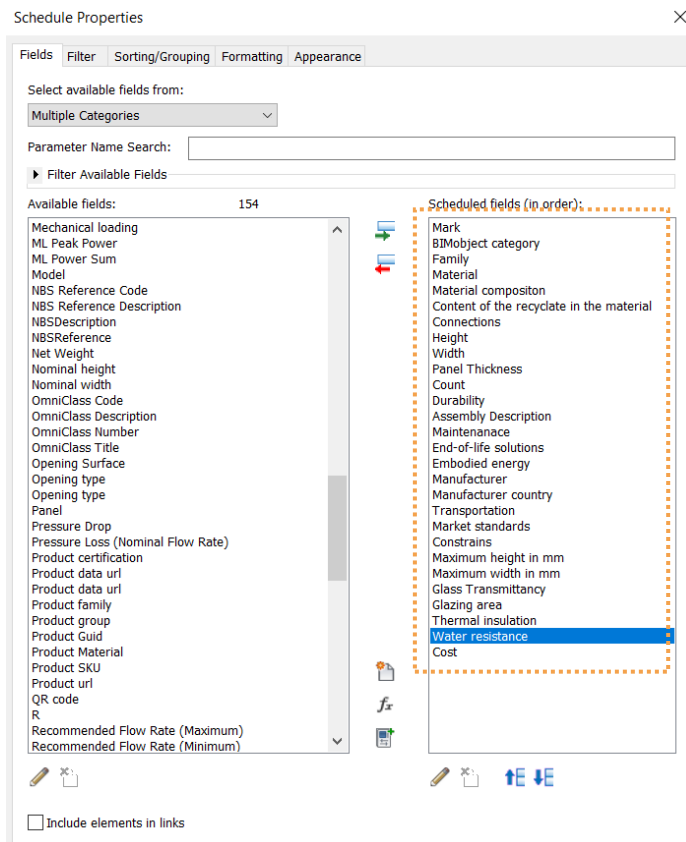 Schedule Properties
Fields Filter Sorting/Grouping Formatting Appearance
Select available fields from:
Multiple Categories
Parameter Name Search:
Filter Available Fields
Available fields: 154
Mechanical loading
ML Peak Power
ML Power Sum
Model
NBS Reference Code
NBS Reference Description
NBSDescription
NBSReference
Net Weight
Nominal height
Nominal width
OmniClass Code
OmniClass Description
OmniClass Number
OmniClass Title
Opening Surface
Opening type
Opening type
Panel
Pressure Drop
Pressure Loss (Nominal Flow Rate)
Product certification
Product data url
Product data url
Product family
Product group
Product Guid
Product Material
Product SKU
Product url
QR code
R
Recommended Flow Rate (Maximum)
Recommended Flow Rate (Minimum)
fx
Scheduled fields (in order):
Mark
BIMobject category
Family
Material
Material compositon
Content of the recyclate in the material
Connections
Height
Width
Panel Thickness
Count
Durability
Assembly Description
Maintenanace
End-of-life solutions
Embodied energy
Manufacturer
Manufacturer country
Transportation
Market standards
Constrains
Maximum height in mm
Maximum width in mm
Glass Transmittancy
Glazing area
Thermal insulation
Water resistance
Cost
Include elements in links